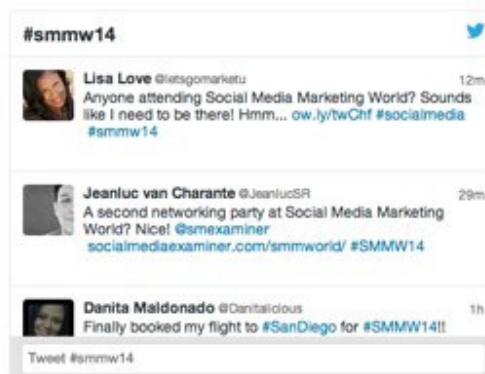 #smmw14
Lisa Love @letsgomarketu 12m
Anyone attending Social Media Marketing World? Sounds
like I need to be there! Hmm... ow.ly/twChf #socialmedia
#smmw14
Jeanluc van Charante @JeanlucSR 29m
A second networking party at Social Media Marketing
World? Nice! @smexaminer
socialmediaexaminer.com/smmworld/ #SMMW14
Danita Maldonado @Danitalicious 1h
Finally booked my flight to #SanDiego for #SMMW14!!
Tweet #smmw14